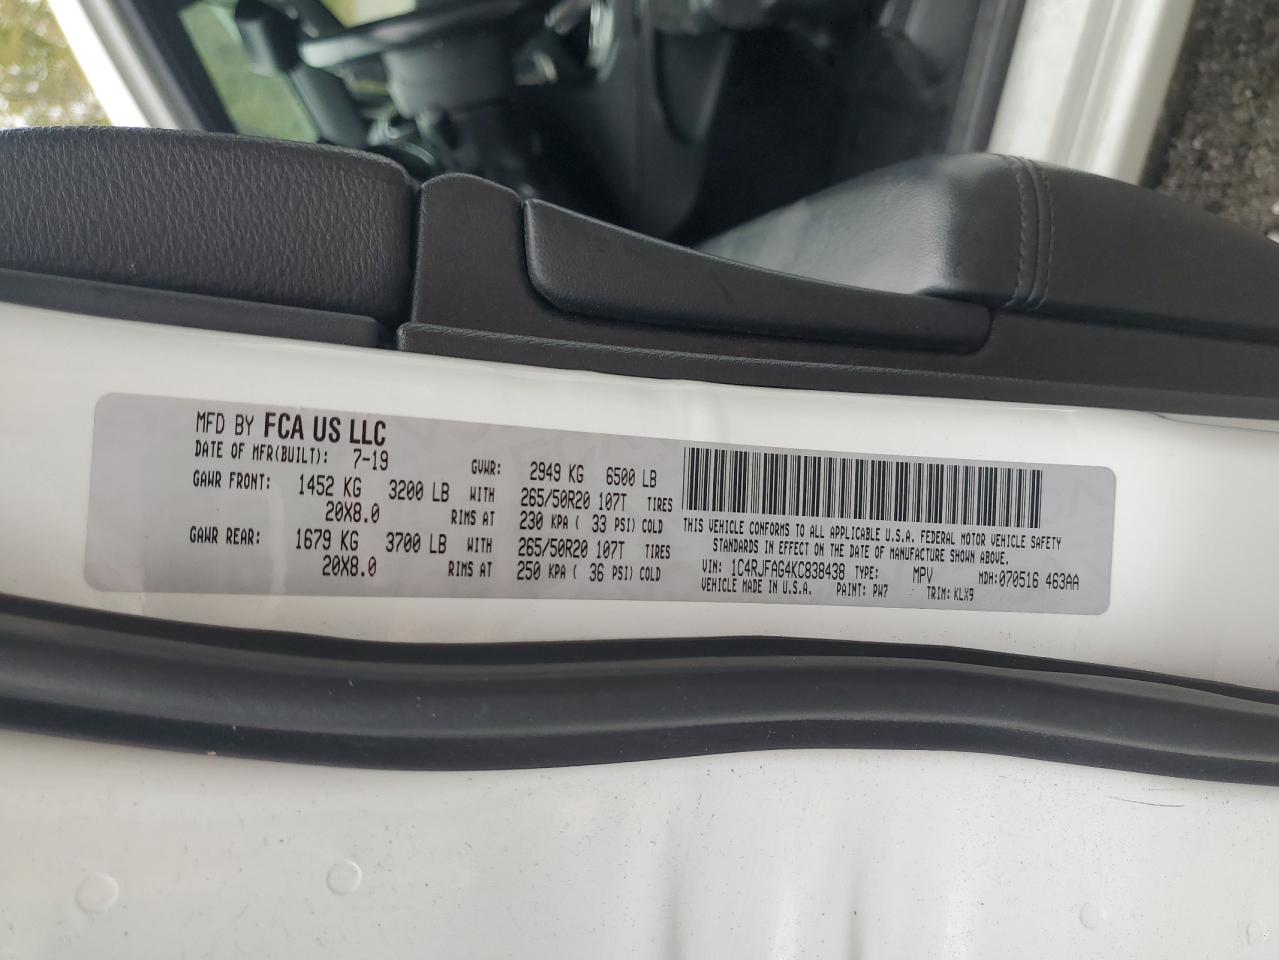 MFD BY FCA US LLC
DATE OF MFR(BUILT): 7-19 GVWR: 2949 KG 6500 LB
GAWR FRONT: 1452 KG 3200 LB WITH 265/50R20 107T TIRES
20X8.0 RIMS AT 230 KPA ( 33 PSI) COLD
GAWR REAR: 1679 KG 3700 LB WITH 265/50R20 107T TIRES
20X8.0 RIMS AT 250 KPA ( 36 PSI) COLD
THIS VEHICLE CONFORMS TO ALL APPLICABLE U.S.A. FEDERAL MOTOR VEHICLE SAFETY
STANDARDS IN EFFECT ON THE DATE OF MANUFACTURE SHOWN ABOVE.
VIN: 1C4RJFAG4KC838438 TYPE: MPV MDH:070516 463AA
VEHICLE MADE IN U.S.A. PAINT: PW7 TRIM: KLX9